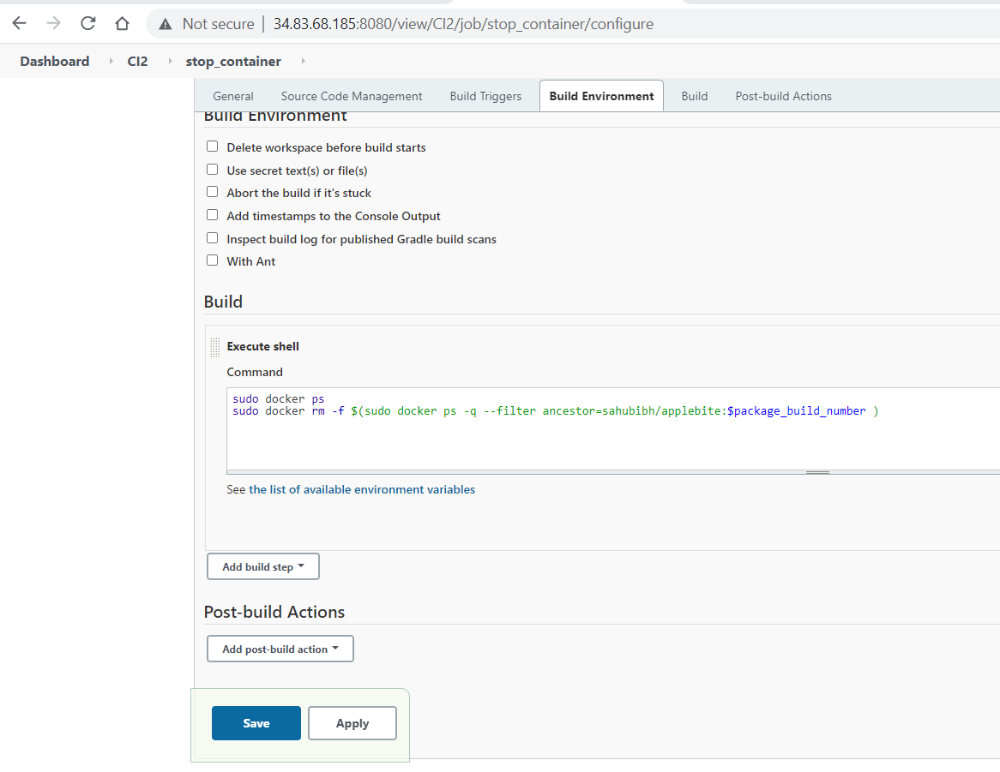 Not secure | 34.83.68.185:8080/view/CI2/job/stop_container/configure
Dashboard CI2 stop_container
General Source Code Management Build Triggers Build Environment Build Post-build Actions
Build Environment
Delete workspace before build starts
Use secret text(s) or file(s)
Abort the build if it's stuck
Add timestamps to the Console Output
Inspect build log for published Gradle build scans
With Ant
Build
Execute shell
Command
sudo docker ps
sudo docker rm -f $(sudo docker ps -q --filter ancestor=sahubibh/applebite:$package_build_number )
See the list of available environment variables
Add build step
Post-build Actions
Add post-build action
Save Apply